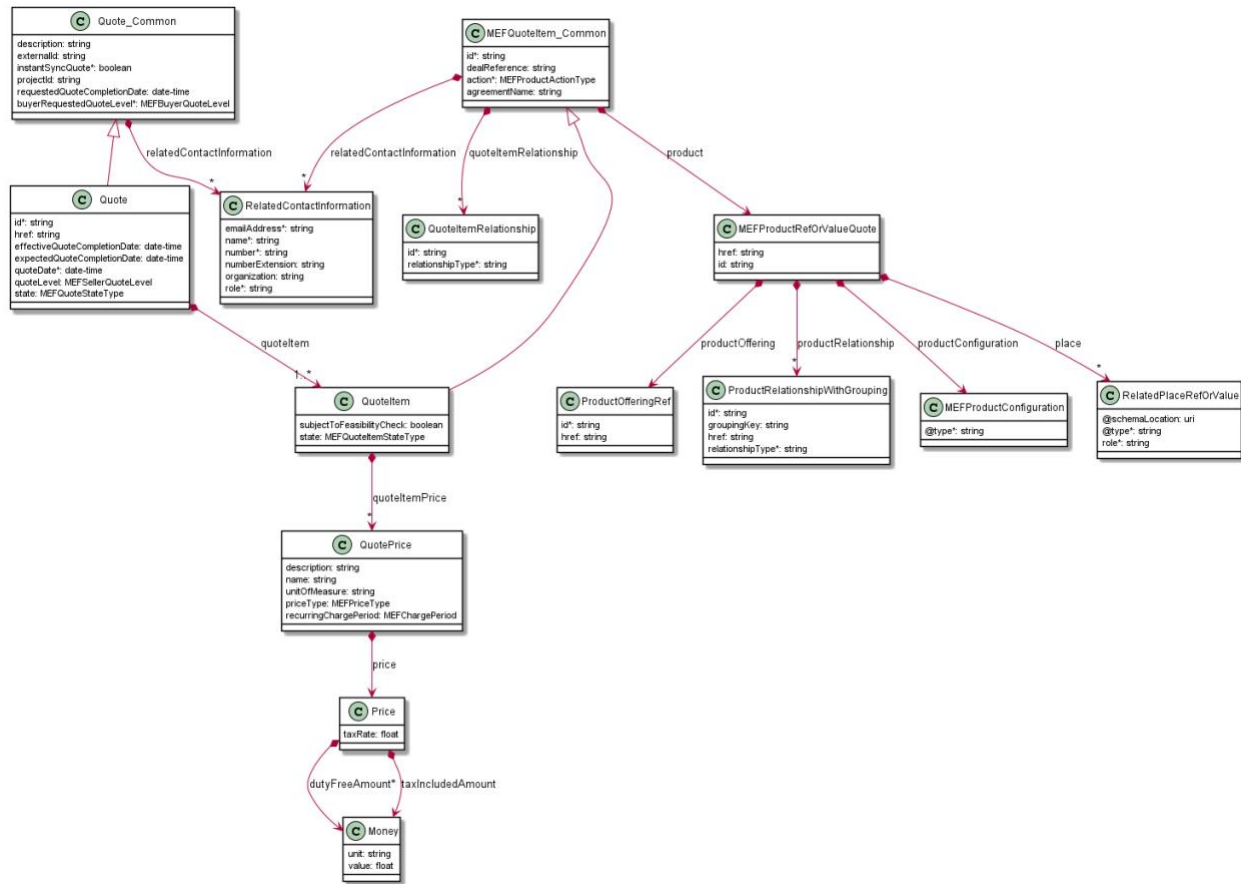 C Quote_Common
description: string
externalId: string
instantSyncQuote*: boolean
projectId: string
requestedQuoteCompletionDate: date-time
buyerRequestedQuoteLevel*: MEFBuyerQuoteLevel
C MEFQuoteItem_Common
id*: string
dealReference: string
action*: MEFProductActionType
agreementName: string
relatedContactInformation
*
relatedContactInformation
*
quoteItemRelationship
*
product
C Quote
id*: string
href: string
effectiveQuoteCompletionDate: date-time
expectedQuoteCompletionDate: date-time
quoteDate*: date-time
quoteLevel: MEFSellerQuoteLevel
state: MEFQuoteStateType
C RelatedContactInformation
emailAddress*: string
name*: string
number*: string
numberExtension: string
organization: string
role*: string
C QuoteItemRelationship
id*: string
relationshipType*: string
C MEFProductRefOrValueQuote
href: string
id: string
quoteItem
1..*
productOffering
productRelationship
*
productConfiguration
place
*
C QuoteItem
subjectToFeasibilityCheck: boolean
state: MEFQuoteItemStateType
C ProductOfferingRef
id*: string
href: string
C ProductRelationshipWithGrouping
id*: string
groupingKey: string
href: string
relationshipType*: string
C MEFProductConfiguration
@type*: string
C RelatedPlaceRefOrValue
@schemaLocation: uri
@type*: string
role*: string
quoteItemPrice
*
C QuotePrice
description: string
name: string
unitOfMeasure: string
priceType: MEFPriceType
recurringChargePeriod: MEFChargePeriod
price
C Price
taxRate: float
dutyFreeAmount*
taxIncludedAmount
C Money
unit: string
value: float